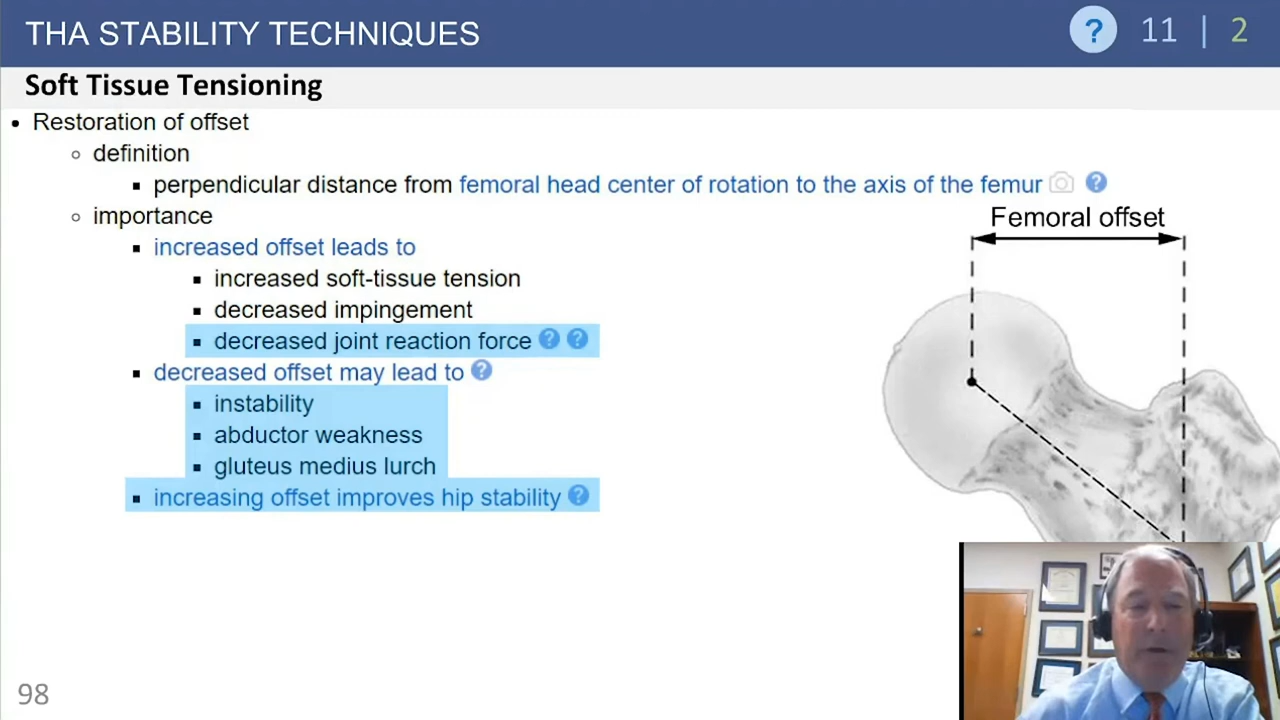 THA STABILITY TECHNIQUES
? 11 | 2
Soft Tissue Tensioning
• Restoration of offset
○ definition
▪ perpendicular distance from femoral head center of rotation to the axis of the femur ?
○ importance
Femoral offset
▪ increased offset leads to
▪ increased soft-tissue tension
▪ decreased impingement
▪ decreased joint reaction force ? ?
▪ decreased offset may lead to ?
▪ instability
▪ abductor weakness
▪ gluteus medius lurch
▪ increasing offset improves hip stability ?
98